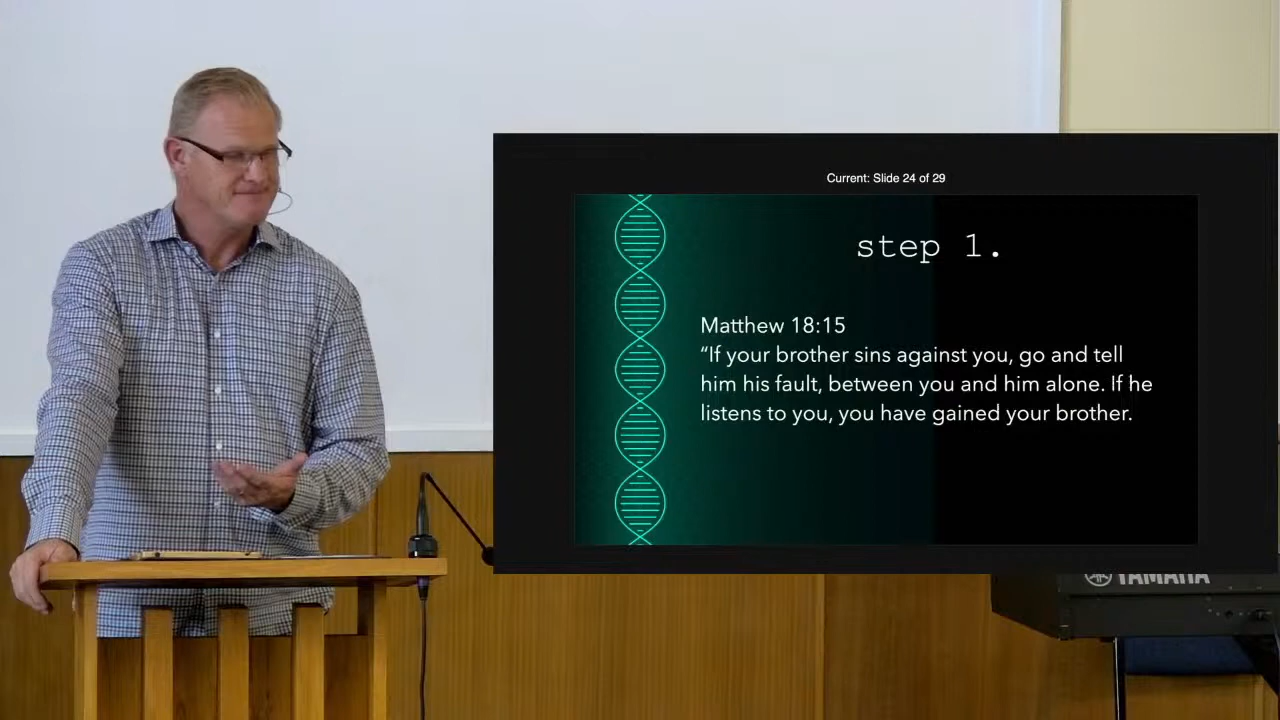 Current: Slide 24 of 29
step 1.
Matthew 18:15
“If your brother sins against you, go and tell
him his fault, between you and him alone. If he
listens to you, you have gained your brother.
YAMAHA